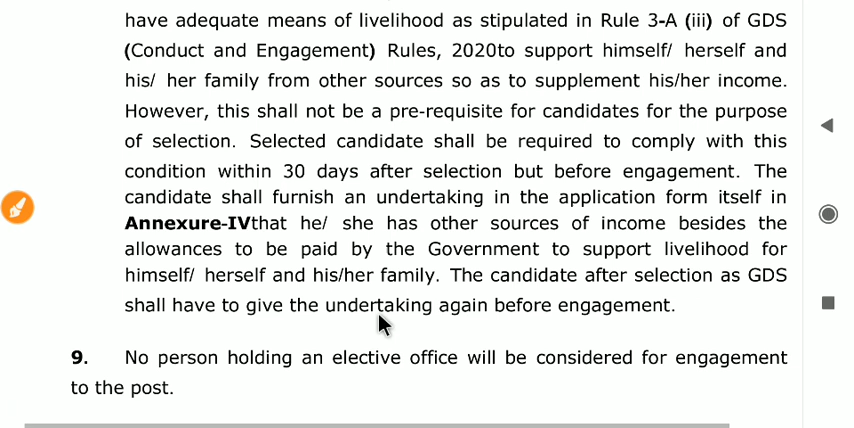 have adequate means of livelihood as stipulated in Rule 3-A (iii) of GDS
(Conduct and Engagement) Rules, 2020to support himself/ herself and
his/ her family from other sources so as to supplement his/her income.
However, this shall not be a pre-requisite for candidates for the purpose
of selection. Selected candidate shall be required to comply with this
condition within 30 days after selection but before engagement. The
candidate shall furnish an undertaking in the application form itself in
Annexure-IVthat he/ she has other sources of income besides the
allowances to be paid by the Government to support livelihood for
himself/ herself and his/her family. The candidate after selection as GDS
shall have to give the undertaking again before engagement.
9. No person holding an elective office will be considered for engagement
to the post.